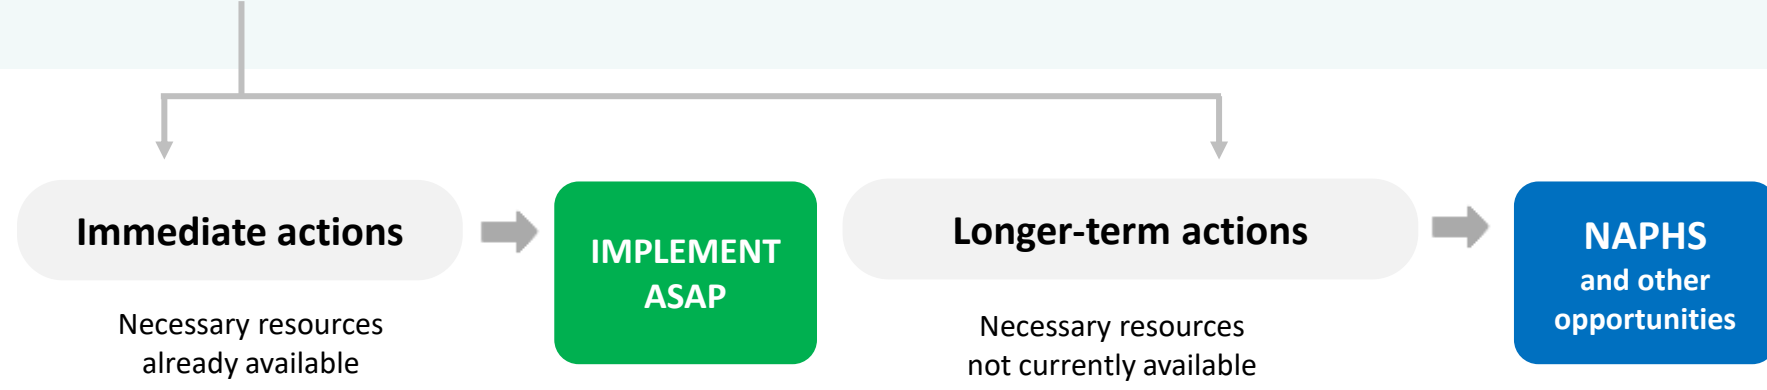 Immediate actions
Necessary resources
already available
IMPLEMENT
ASAP
Longer-term actions
Necessary resources
not currently available
NAPHS
and other
opportunities